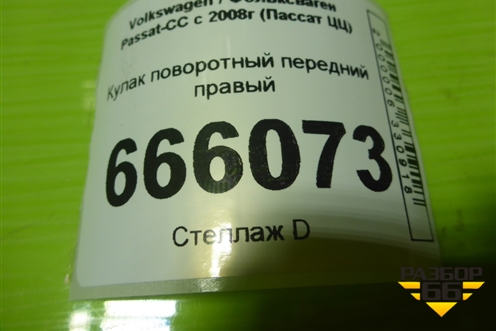 Volkswagen / Фольксваген
Passat-CC с 2008г (Пассат ЦЦ)
Кулак поворотный передний
правый
666073
Стеллаж D
РАЗБОР
66